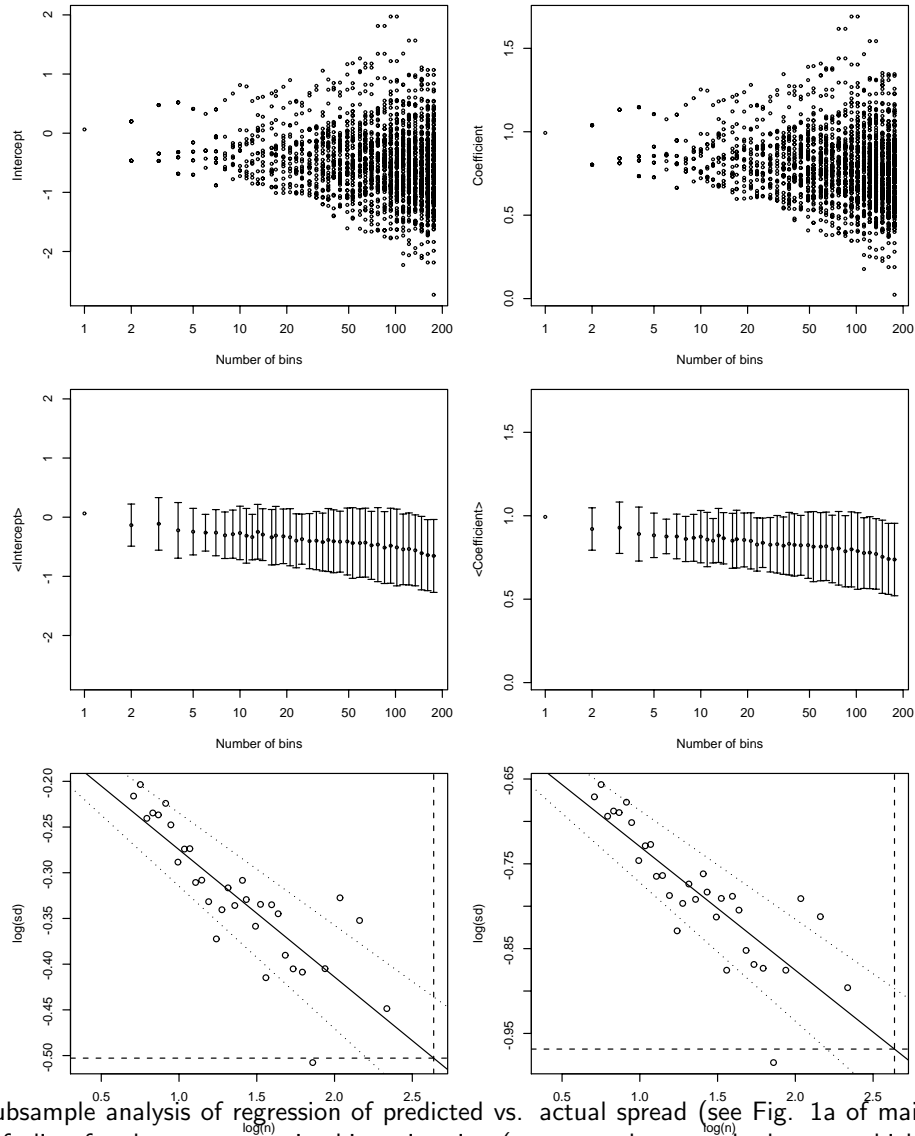 2
1
0
-1
-2
Intercept
1 2 5 10 20 50 100 200
Number of bins
1.5
1.0
0.5
0.0
Coefficient
1 2 5 10 20 50 100 200
Number of bins
2
1
0
-1
-2
<Intercept>
1 2 5 10 20 50 100 200
Number of bins
1.5
1.0
0.5
0.0
<Coefficient>
1 2 5 10 20 50 100 200
Number of bins
-0.20
-0.25
-0.30
-0.35
-0.40
-0.45
-0.50
log(sd)
0.5 1.0 1.5 2.0 2.5
log(n)
-0.65
-0.75
-0.85
-0.95
log(sd)
0.5 1.0 1.5 2.0 2.5
log(n)
ubsample analysis of regression of predicted vs. actual spread (see Fig. 1a of mai